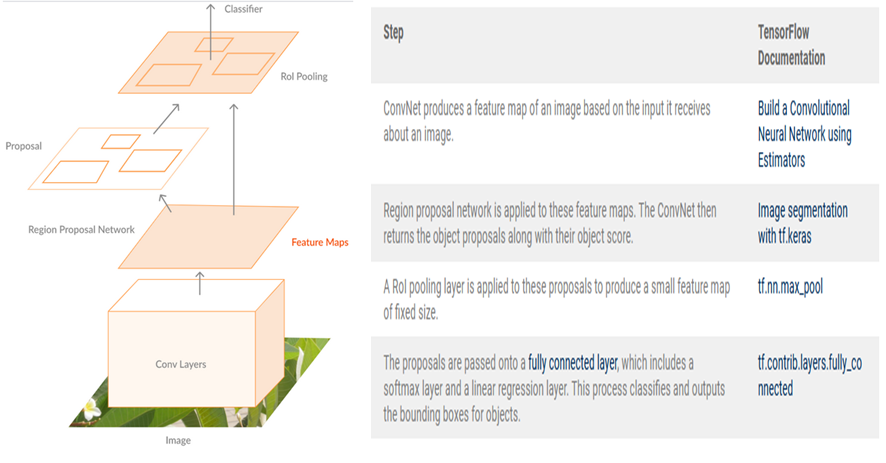 Classifier
RoI Pooling
Proposal
Region Proposal Network
Feature Maps
Conv Layers
Image
Step
TensorFlow
Documentation
ConvNet produces a feature map of an image based on the input it receives
about an image.
Build a Convolutional
Neural Network using
Estimators
Region proposal network is applied to these feature maps. The ConvNet then
returns the object proposals along with their object score.
Image segmentation
with tf.keras
A RoI pooling layer is applied to these proposals to produce a small feature map
of fixed size.
tf.nn.max_pool
The proposals are passed onto a fully connected layer, which includes a
softmax layer and a linear regression layer. This process classifies and outputs
the bounding boxes for objects.
tf.contrib.layers.fully_co
nnected